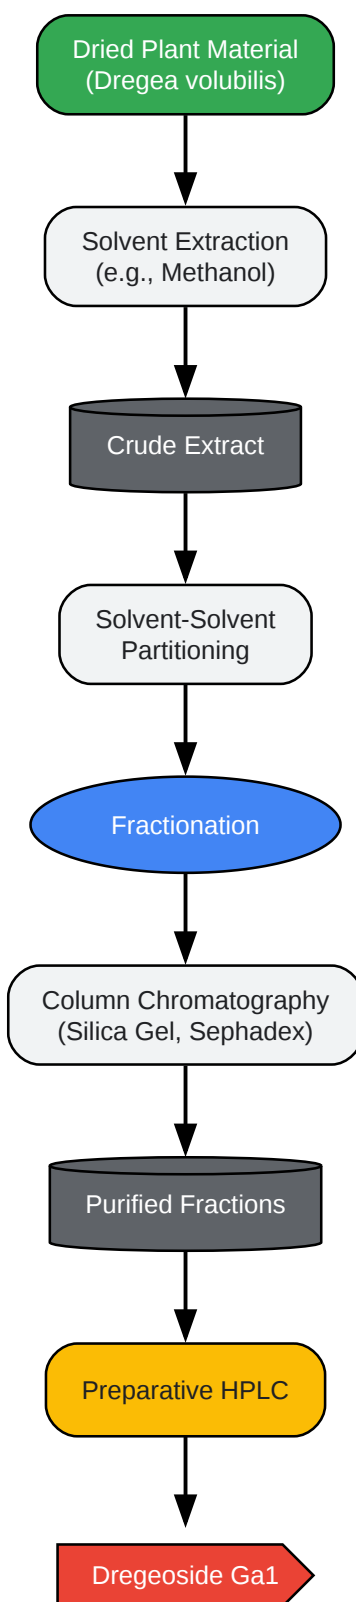 Dried Plant Material
(Dregea volubilis)
Solvent Extraction
(e.g., Methanol)
Crude Extract
Solvent-Solvent
Partitioning
Fractionation
Column Chromatography
(Silica Gel, Sephadex)
Purified Fractions
Preparative HPLC
Dregeoside Ga1